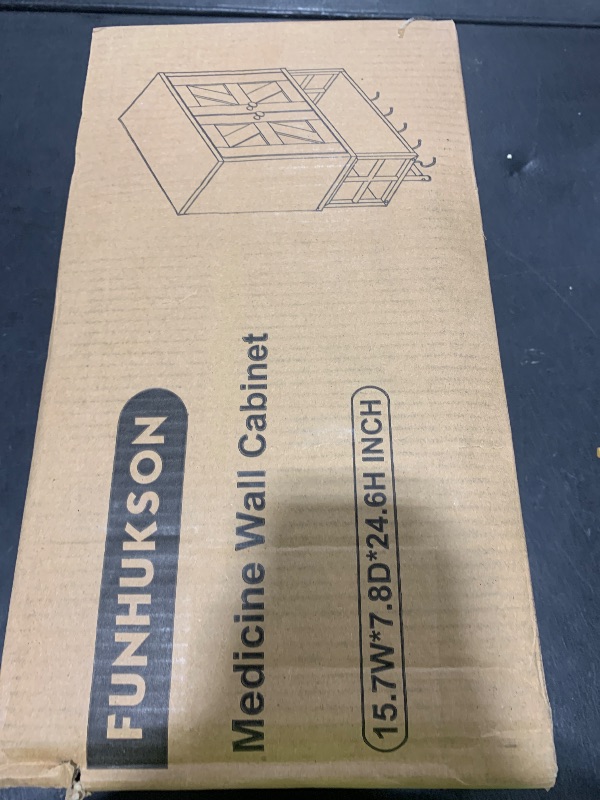 FUNHUKSON
Medicine Wall Cabinet
15.7W*7.8D*24.6H INCH